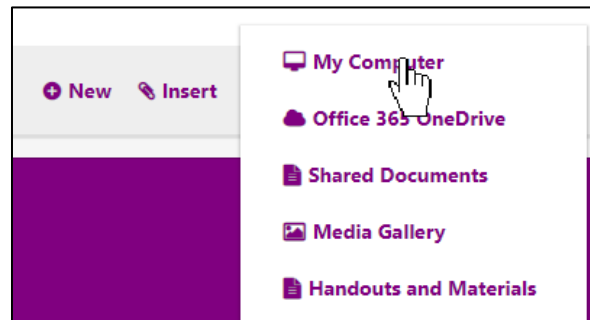 New Insert
My Computer
Office 365 OneDrive
Shared Documents
Media Gallery
Handouts and Materials